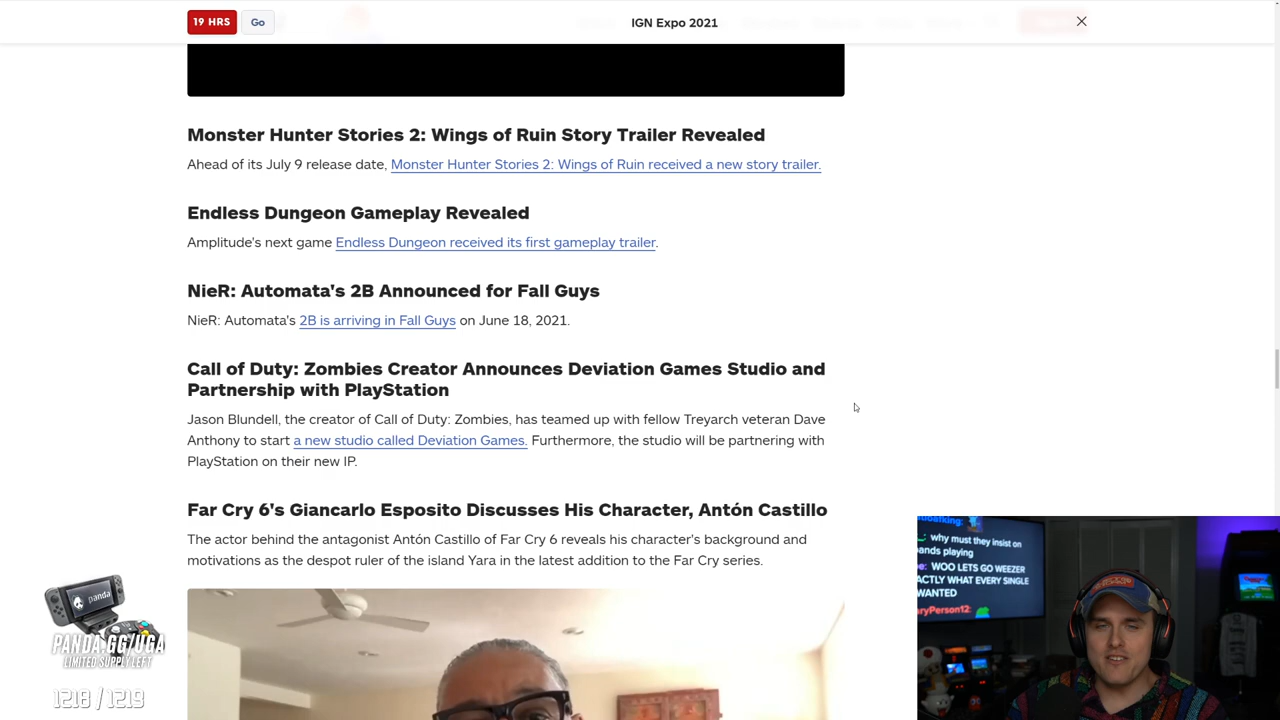 19 HRS
Go
IGN Expo 2021
Monster Hunter Stories 2: Wings of Ruin Story Trailer Revealed
Ahead of its July 9 release date, Monster Hunter Stories 2: Wings of Ruin received a new story trailer.
Endless Dungeon Gameplay Revealed
Amplitude's next game Endless Dungeon received its first gameplay trailer.
NieR: Automata's 2B Announced for Fall Guys
NieR: Automata's 2B is arriving in Fall Guys on June 18, 2021.
Call of Duty: Zombies Creator Announces Deviation Games Studio and
Partnership with PlayStation
Jason Blundell, the creator of Call of Duty: Zombies, has teamed up with fellow Treyarch veteran Dave
Anthony to start a new studio called Deviation Games. Furthermore, the studio will be partnering with
PlayStation on their new IP.
Far Cry 6's Giancarlo Esposito Discusses His Character, Antón Castillo
The actor behind the antagonist Antón Castillo of Far Cry 6 reveals his character's background and
motivations as the despot ruler of the island Yara in the latest addition to the Far Cry series.
why must they insist on
ands playing
WOO LETS GO WEEZER
ACTLY WHAT EVERY SINGLE
WANTED
aryPerson12:
panda
PANDA GG/UGA
LIMITED SUPPLY LEFT
1218 / 1219